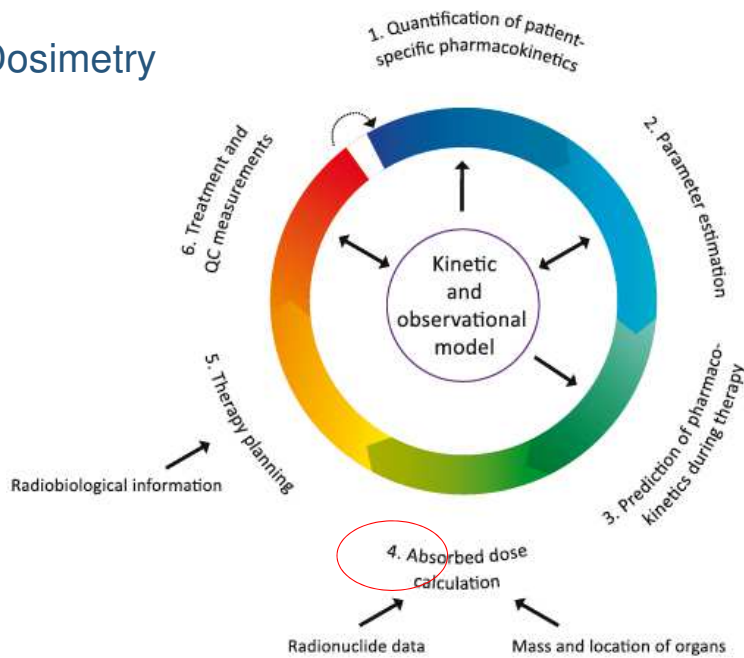 Dosimetry
1. Quantification of patient-
specific pharmacokinetics
2. Parameter estimation
3. Prediction of pharmaco-
kinetics during therapy
4. Absorbed dose
calculation
Radionuclide data
Mass and location of organs
5. Therapy planning
Radiobiological information
6. Treatment and
QC measurements
Kinetic
and
observational
model